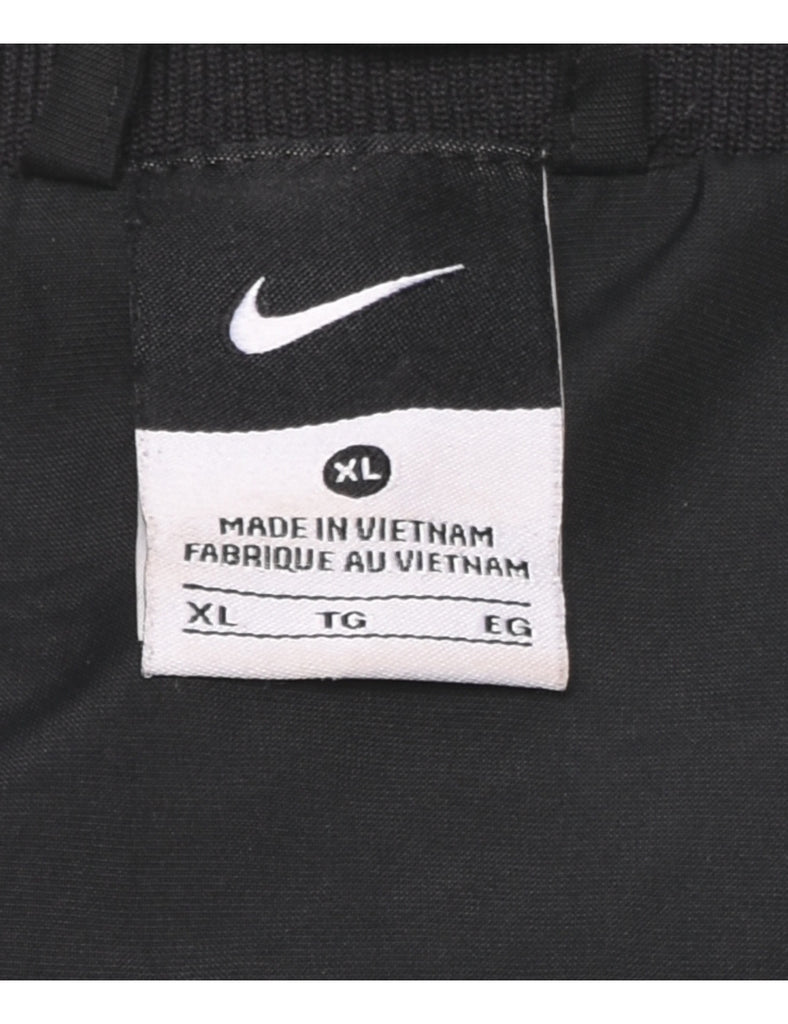 XL
MADE IN VIETNAM
FABRIQUE AU VIETNAM
XL TG EG